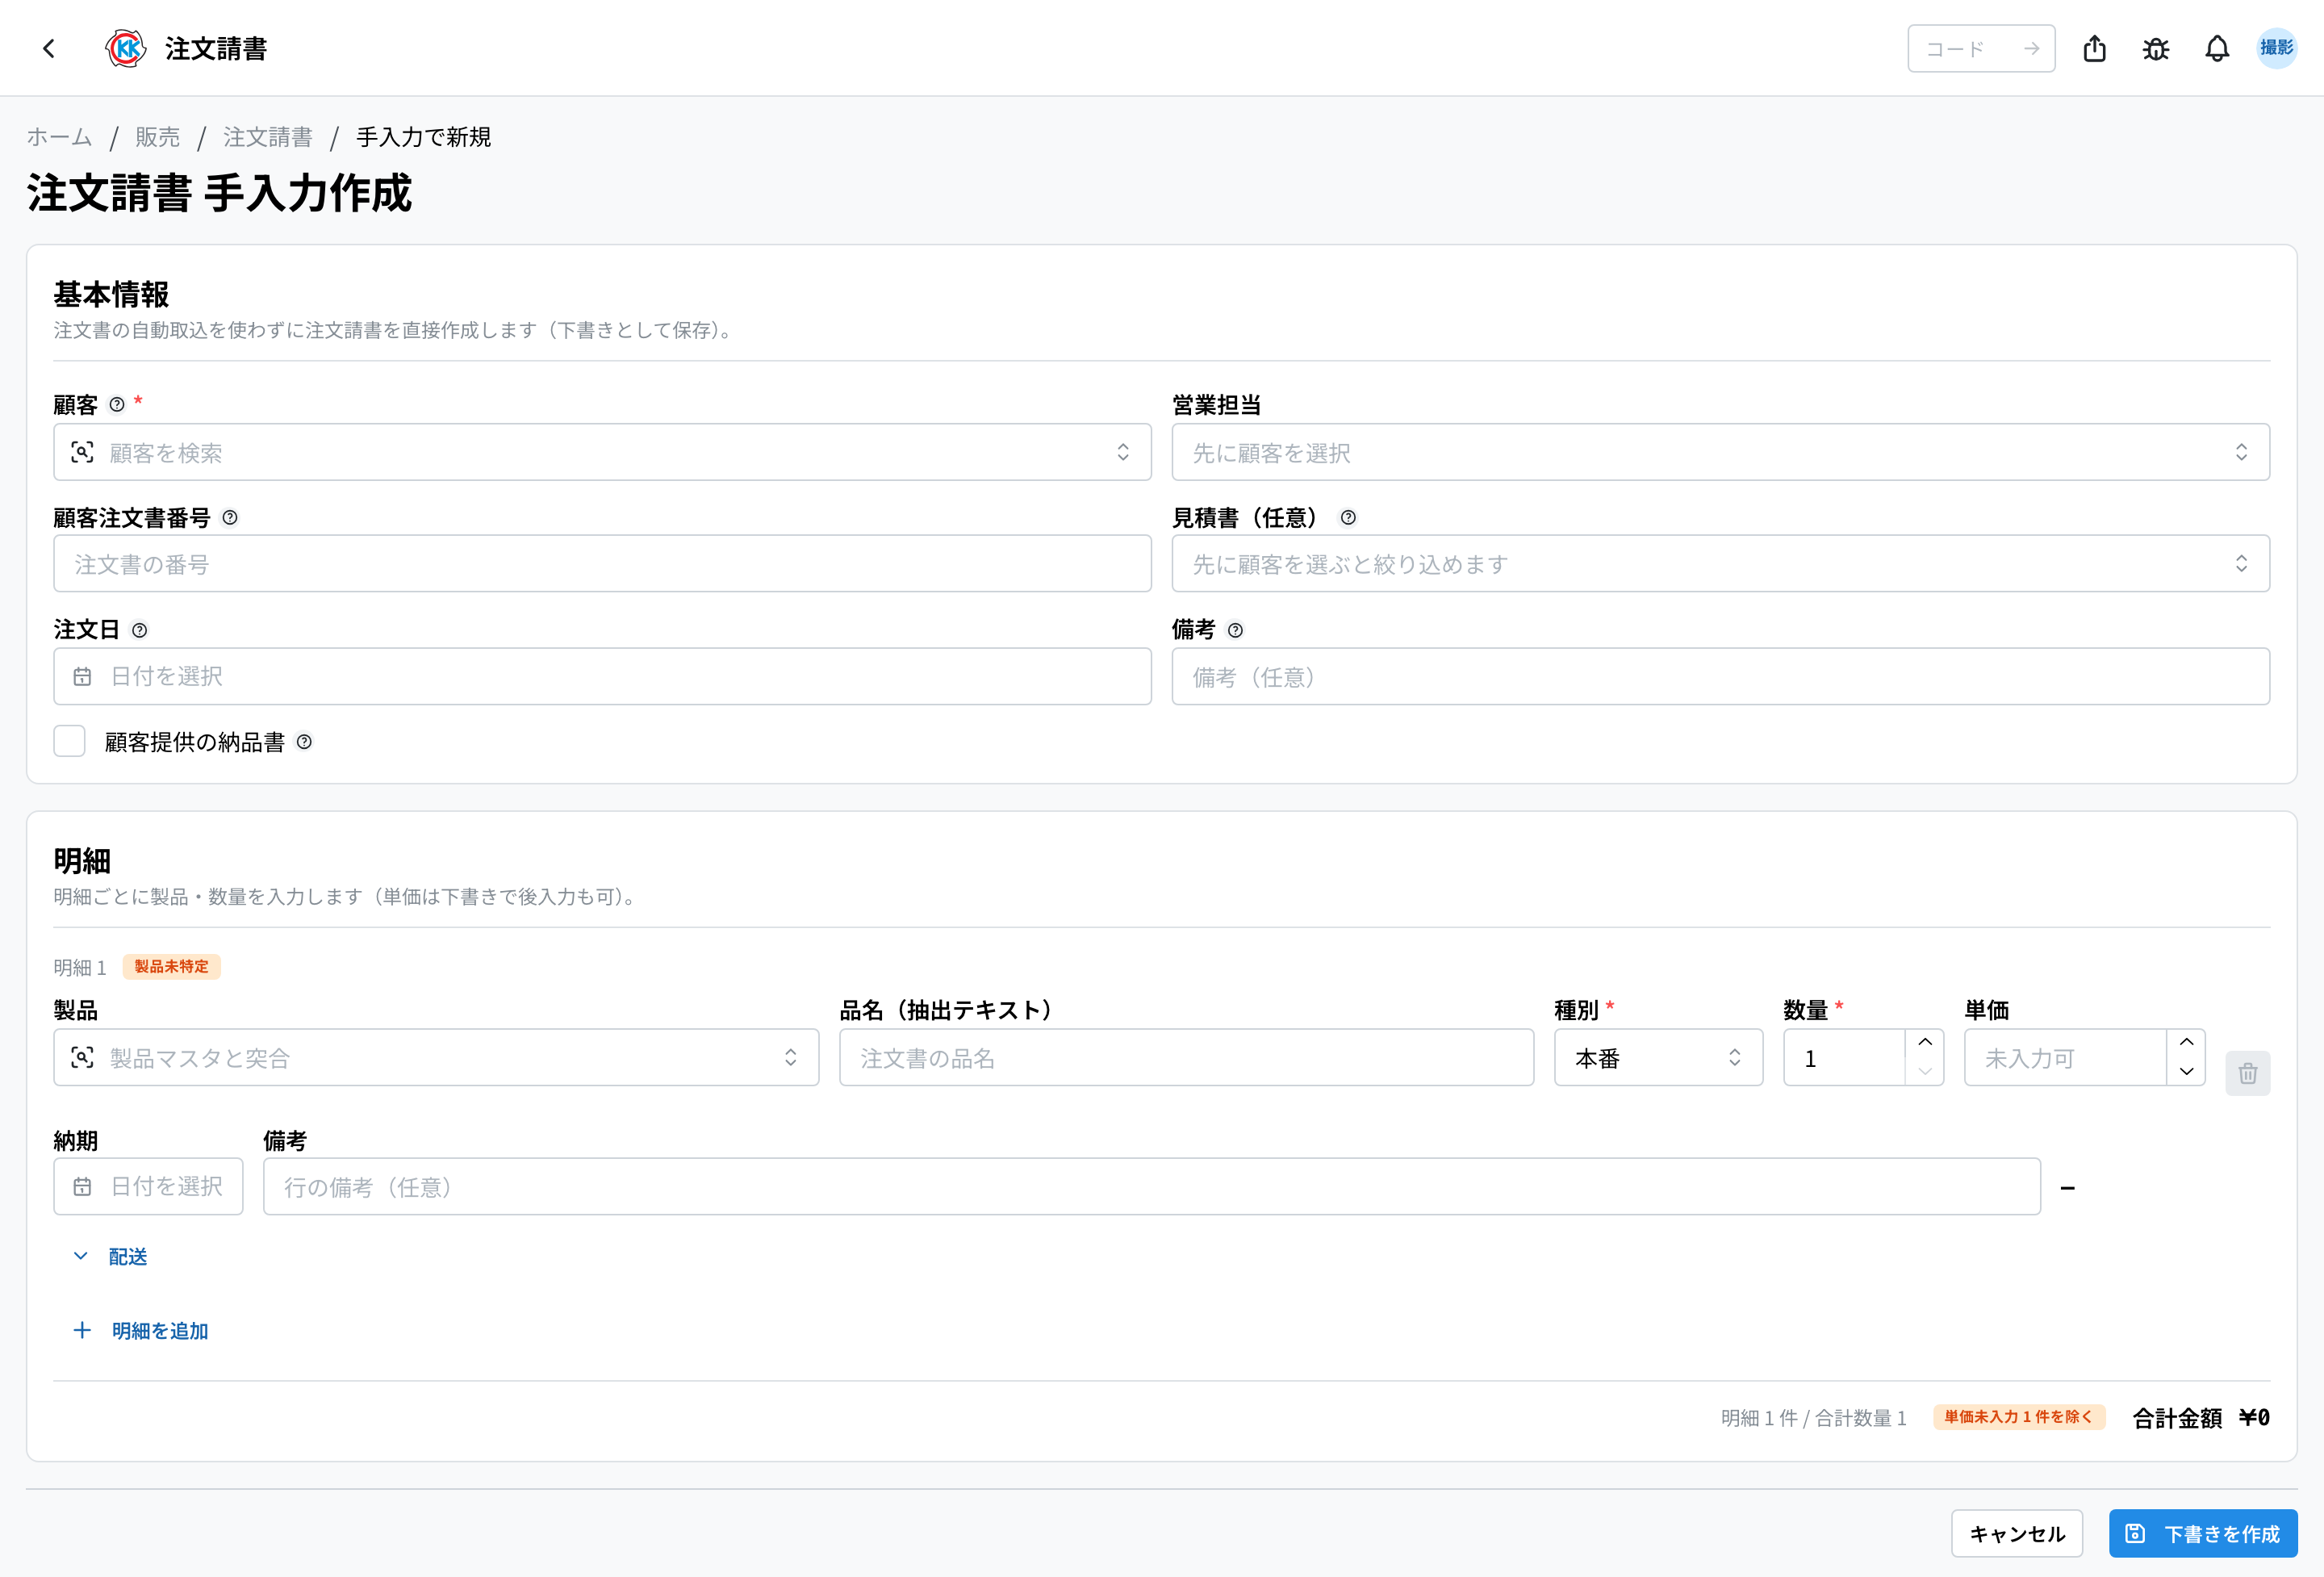 KK 注文請書 コード 撮影
ホーム / 販売 / 注文請書 / 手入力で新規
注文請書 手入力作成
基本情報
注文書の自動取込を使わずに注文請書を直接作成します（下書きとして保存）。
顧客 * 営業担当
顧客を検索 先に顧客を選択
顧客注文書番号 見積書（任意）
注文書の番号 先に顧客を選ぶと絞り込めます
注文日 備考
日付を選択 備考（任意）
顧客提供の納品書
明細
明細ごとに製品・数量を入力します（単価は下書きで後入力も可）。
明細 1 製品未特定
製品 品名（抽出テキスト） 種別 * 数量 * 単価
製品マスタと突合 注文書の品名 本番 1 未入力可
納期 備考
日付を選択 行の備考（任意） –
配送
明細を追加
明細 1 件 / 合計数量 1 単価未入力 1 件を除く 合計金額 ¥0
キャンセル 下書きを作成